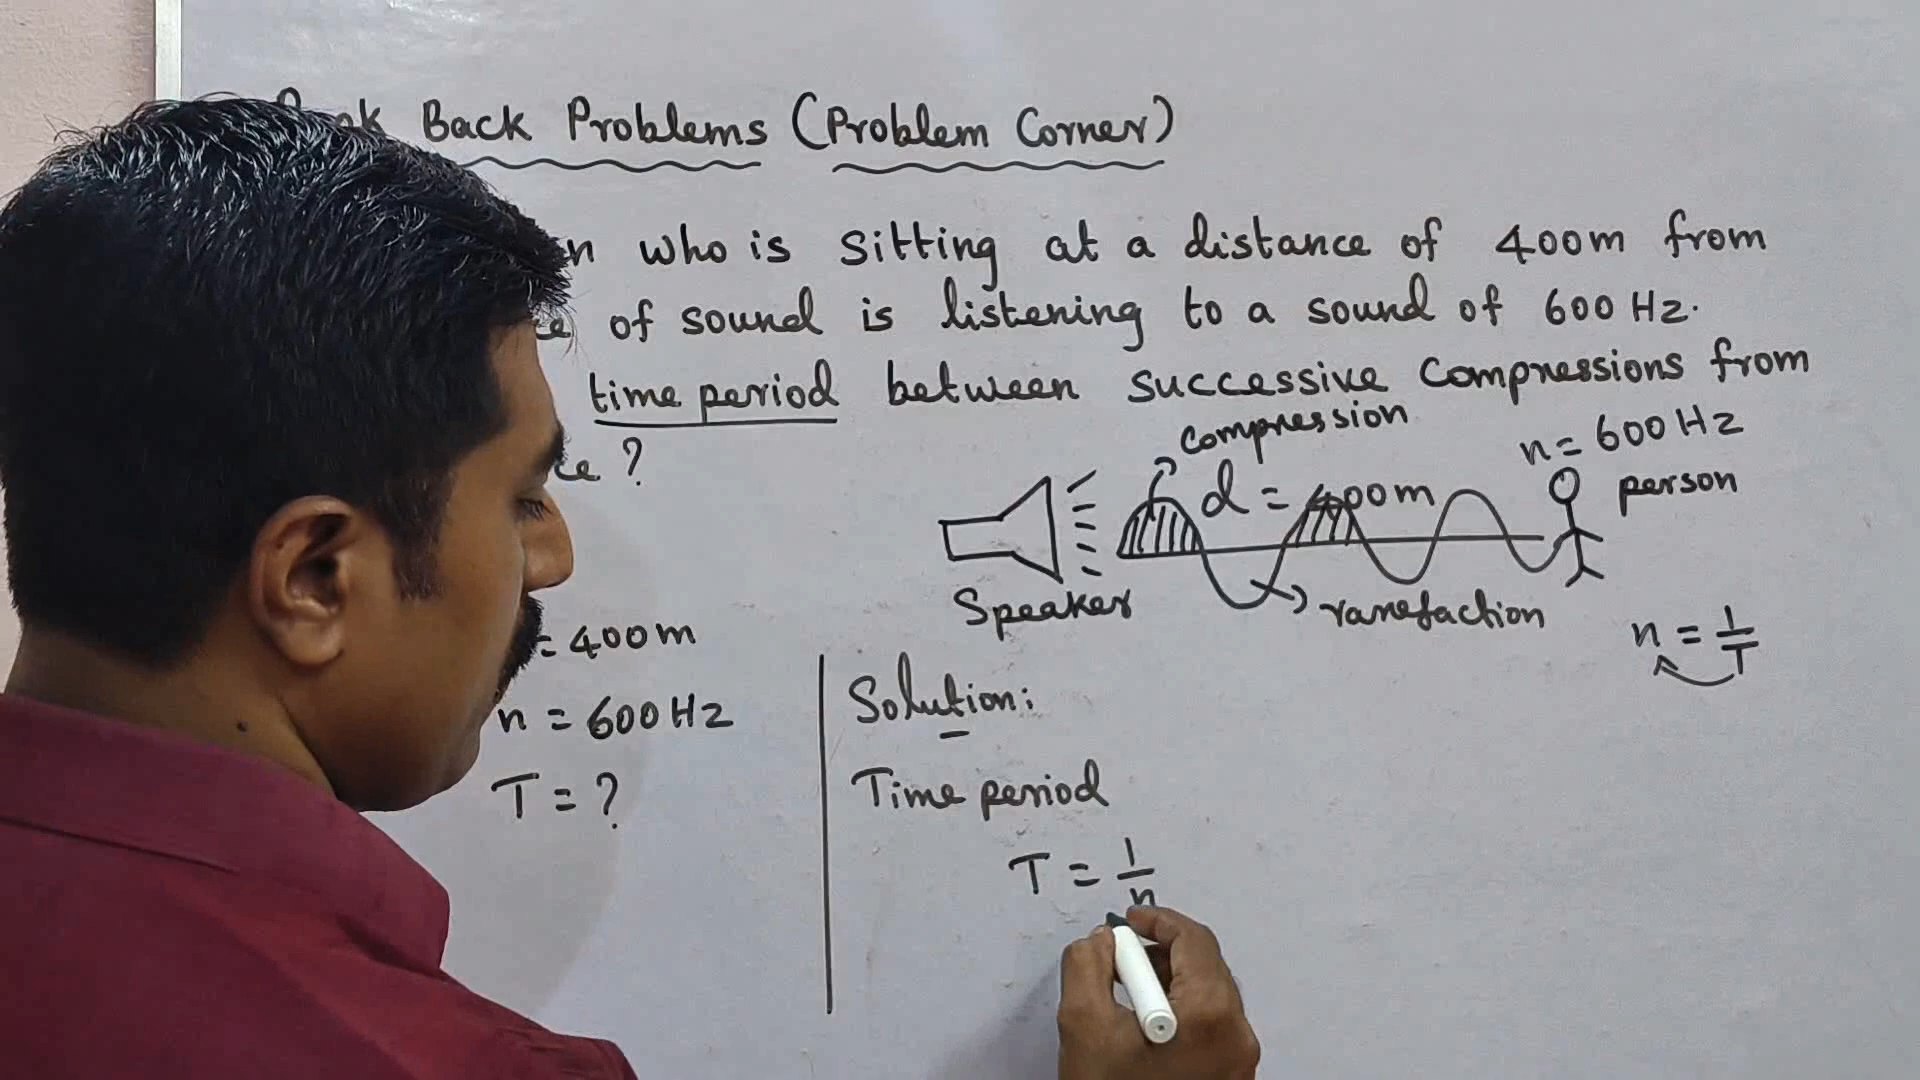 Back Problems (Problem Corner)
who is sitting at a distance of 400m from
of sound is listening to a sound of 600 Hz.
time period between successive compressions from
?
compression
n = 600 Hz
d = 400m
person
Speaker
rarefaction
n = 1/T
= 400m
n = 600 Hz
T = ?
Solution:
Time period
T = 1/n